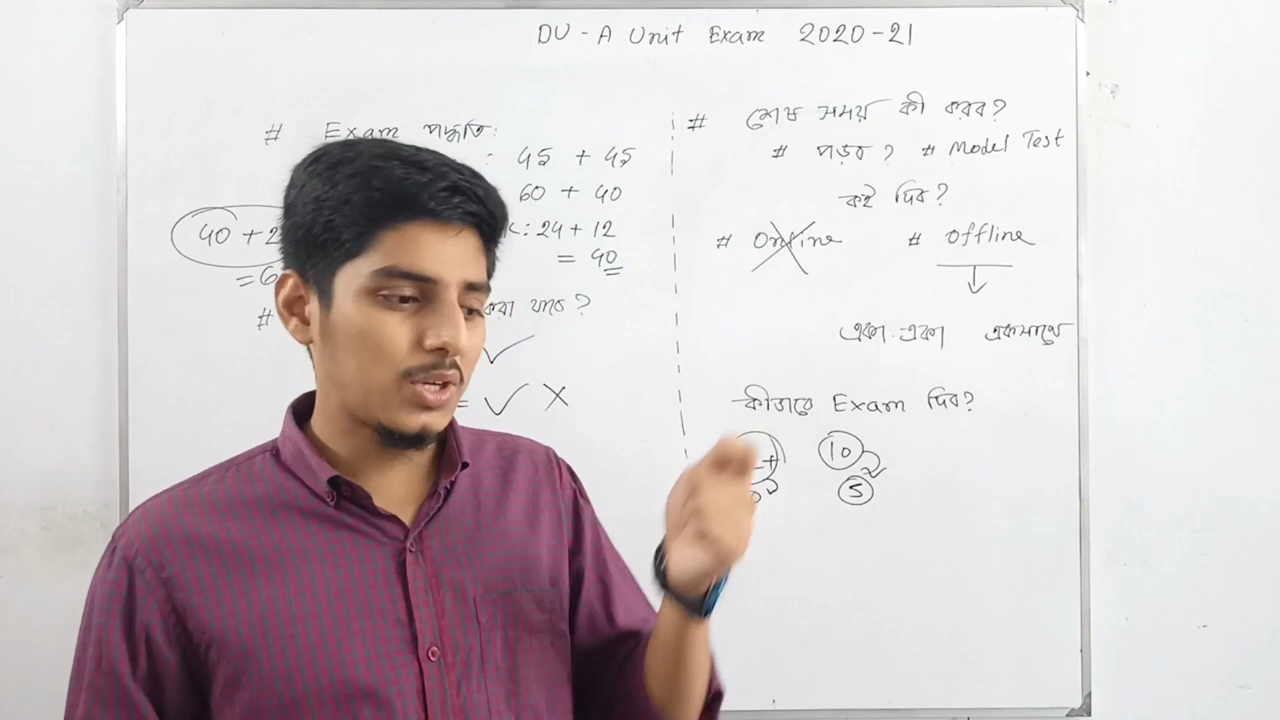 DU - A Unit Exam 2020-21
# Exam পদ্ধতি:
: 45 + 45
60 + 40
40 + 2
: 24 + 12
= 6
= 90
#
করা যাবে?
= ✓ X
# শেষ সময় কী করব?
# পড়ব? # Model Test
কই দিব?
# Online # Offline
একা একা একসাথে
কীভাবে Exam দিব?
10
5